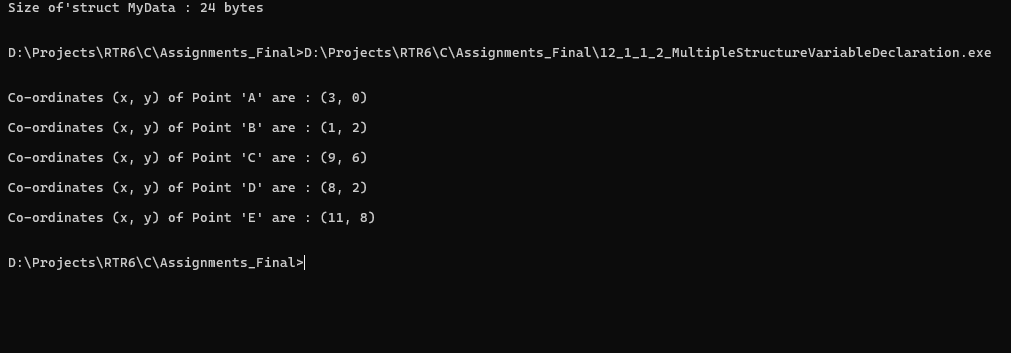 Size of'struct MyData : 24 bytes
D:\Projects\RTR6\C\Assignments_Final>D:\Projects\RTR6\C\Assignments_Final\12_1_1_2_MultipleStructureVariableDeclaration.exe
Co-ordinates (x, y) of Point 'A' are : (3, 0)
Co-ordinates (x, y) of Point 'B' are : (1, 2)
Co-ordinates (x, y) of Point 'C' are : (9, 6)
Co-ordinates (x, y) of Point 'D' are : (8, 2)
Co-ordinates (x, y) of Point 'E' are : (11, 8)
D:\Projects\RTR6\C\Assignments_Final>